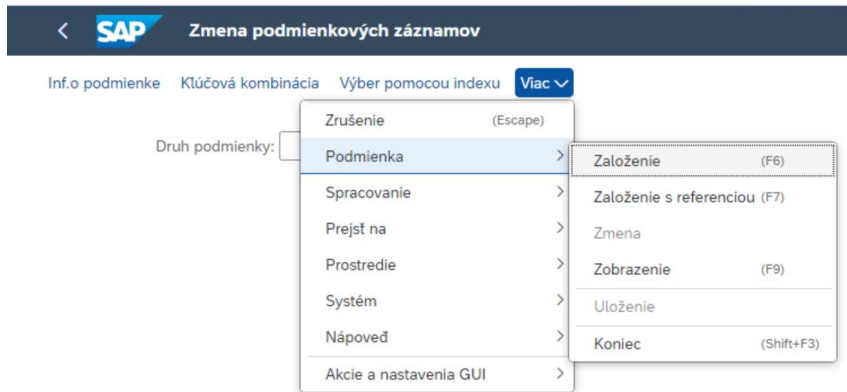 SAP Zmena podmienkových záznamov
Inf.o podmienke Kľúčová kombinácia Výber pomocou indexu Viac
Druh podmienky:
Zrušenie (Escape)
Podmienka
Spracovanie
Prejsť na
Prostredie
Systém
Nápoveď
Akcie a nastavenia GUI
Založenie (F6)
Založenie s referenciou (F7)
Zmena
Zobrazenie (F9)
Uloženie
Koniec (Shift+F3)